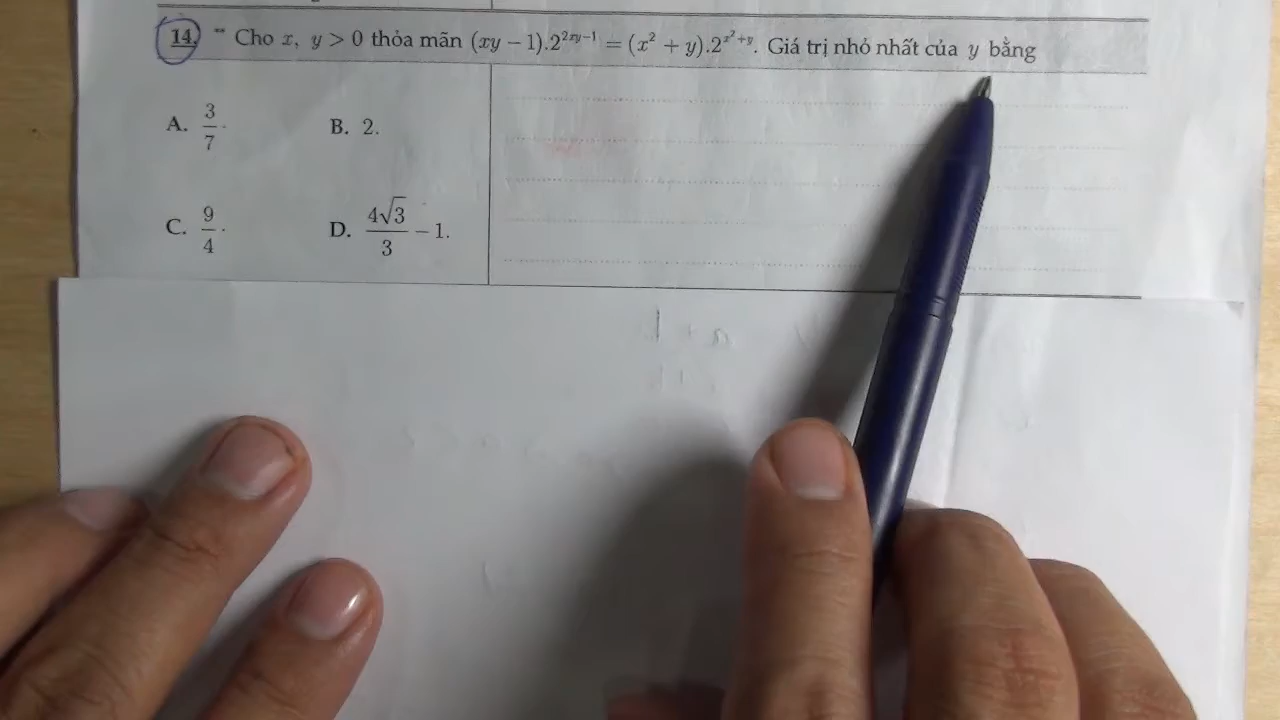 14. ** Cho x, y > 0 thỏa mãn (xy − 1).2^{2xy−1} = (x² + y).2^{x²+y}. Giá trị nhỏ nhất của y bằng
A. 3/7. B. 2.
C. 9/4. D. 4√3/3 − 1.